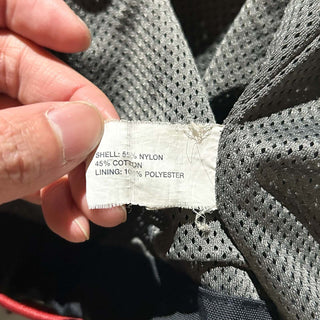 SHELL: 55% NYLON
45% COTTON
LINING: 100% POLYESTER